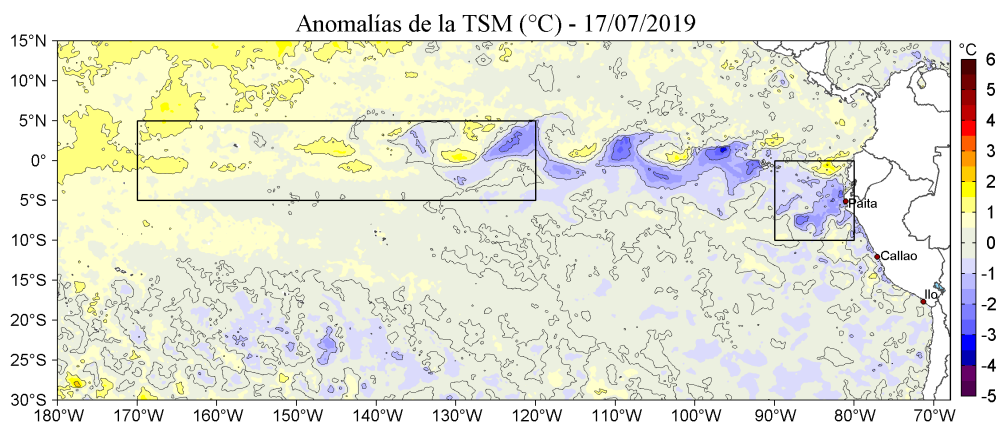 Anomalías de la TSM (°C) - 17/07/2019
°C
15°N
10°N
5°N
0°
5°S
10°S
15°S
20°S
25°S
30°S
180°W
170°W
160°W
150°W
140°W
130°W
120°W
110°W
100°W
90°W
80°W
70°W
Paita
Callao
Ilo
6
5
4
3
2
1
0
-1
-2
-3
-4
-5